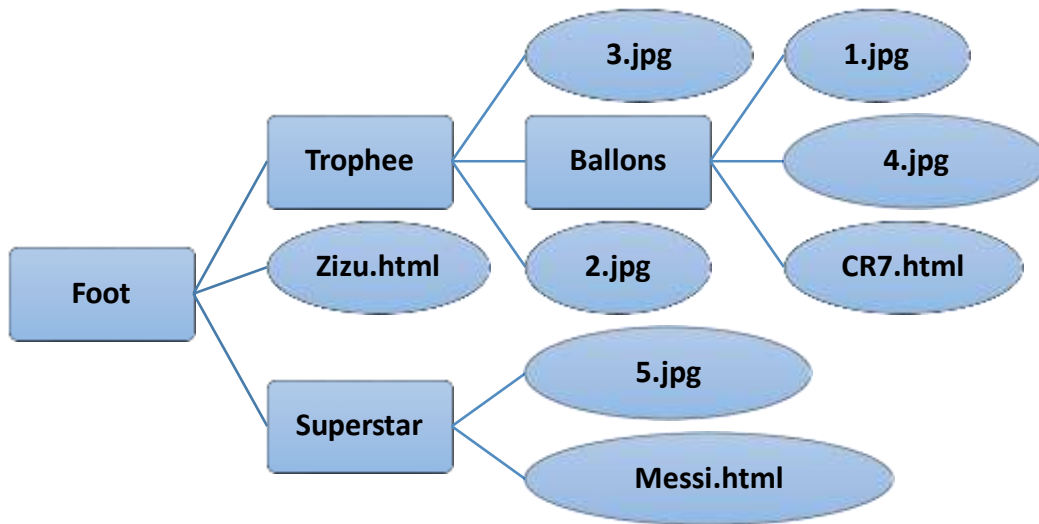 3.jpg
1.jpg
Trophee
Ballons
4.jpg
Zizu.html
2.jpg
CR7.html
Foot
5.jpg
Superstar
Messi.html